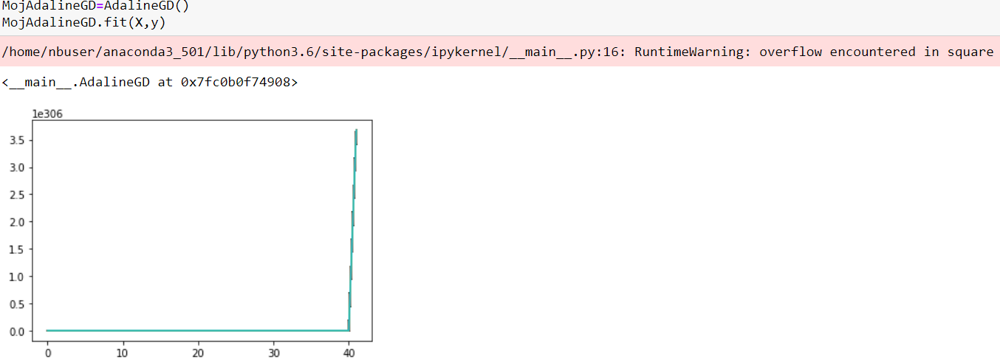 MojAdalineGD=AdalineGD()
MojAdalineGD.fit(X,y)
/home/nbuser/anaconda3_501/lib/python3.6/site-packages/ipykernel/__main__.py:16: RuntimeWarning: overflow encountered in square
<__main__.AdalineGD at 0x7fc0b0f74908>
1e306
3.5
3.0
2.5
2.0
1.5
1.0
0.5
0.0
0 10 20 30 40